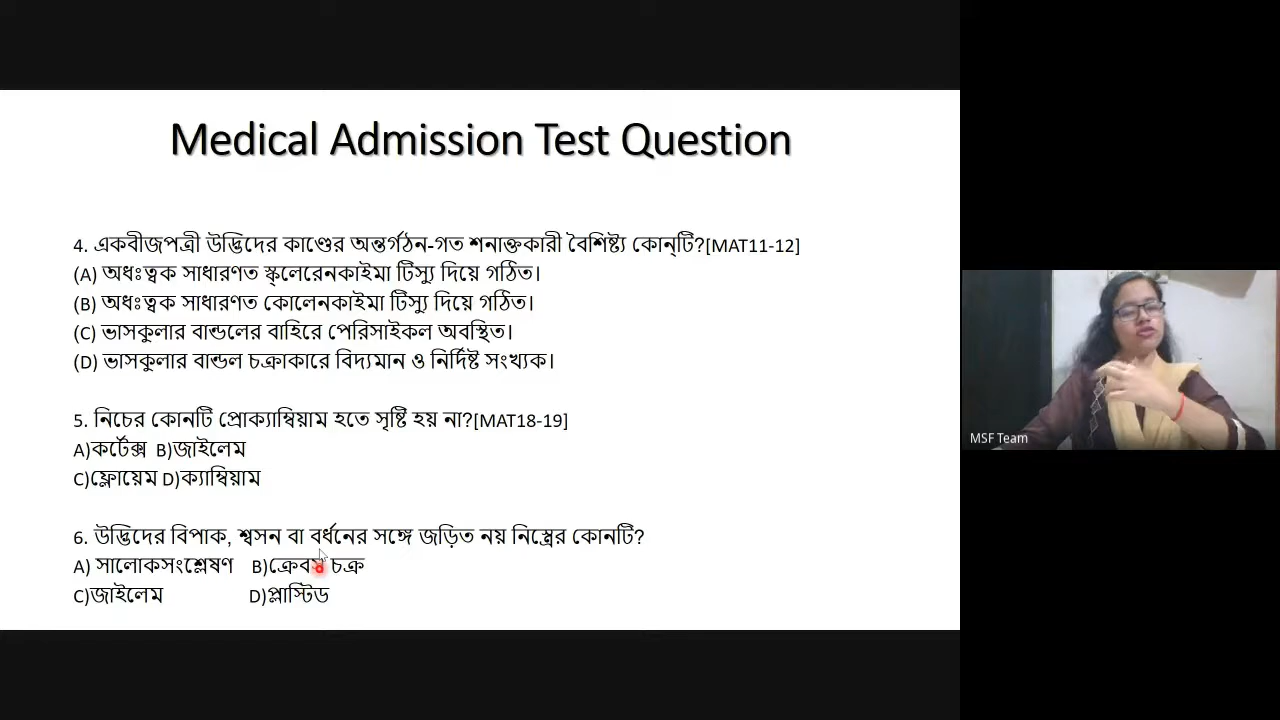 Medical Admission Test Question
4. একবীজপত্রী উদ্ভিদের কাণ্ডের অন্তর্গঠন-গত শনাক্তকারী বৈশিষ্ট্য কোন্‌টি?[MAT11-12]
(A) অধঃত্বক সাধারণত স্ক্লেরেনকাইমা টিস্যু দিয়ে গঠিত।
(B) অধঃত্বক সাধারণত কোলেনকাইমা টিস্যু দিয়ে গঠিত।
(C) ভাসকুলার বান্ডলের বাহিরে পেরিসাইকল অবস্থিত।
(D) ভাসকুলার বান্ডল চক্রাকারে বিদ্যমান ও নির্দিষ্ট সংখ্যক।
5. নিচের কোনটি প্রোক্যাম্বিয়াম হতে সৃষ্টি হয় না?[MAT18-19]
A)কর্টেক্স B)জাইলেম
C)ফ্লোয়েম D)ক্যাম্বিয়াম
6. উদ্ভিদের বিপাক, শ্বসন বা বর্ধনের সঙ্গে জড়িত নয় নিম্নের কোনটি?
A) সালোকসংশ্লেষণ B)ক্রেবস চক্র
C)জাইলেম D)প্লাস্টিড
MSF Team